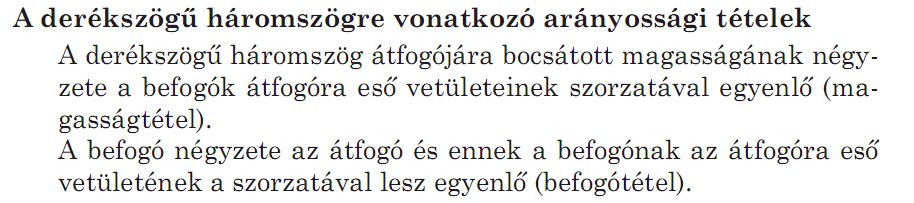 A derékszögű háromszögre vonatkozó arányossági tételek
A derékszögű háromszög átfogójára bocsátott magasságának négy-
zete a befogók átfogóra eső vetületeinek szorzatával egyenlő (ma-
gasságtétel).
A befogó négyzete az átfogó és ennek a befogónak az átfogóra eső
vetületének a szorzatával lesz egyenlő (befogótétel).